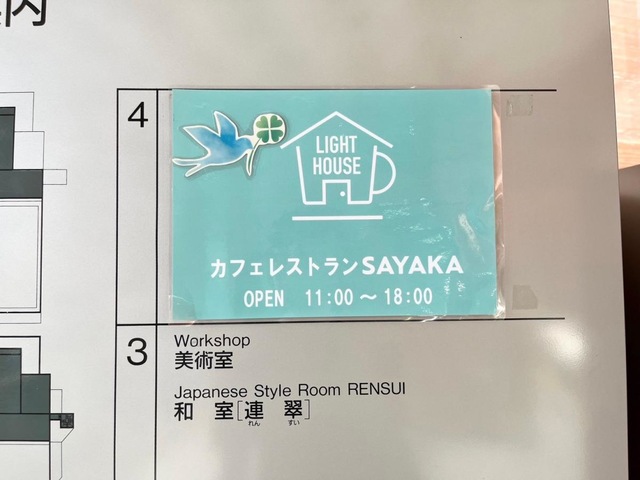 内
4
LIGHT
HOUSE
カフェレストランSAYAKA
OPEN 11:00 ～ 18:00
3
Workshop
美術室
Japanese Style Room RENSUI
和 室[連 翠]
れん すい